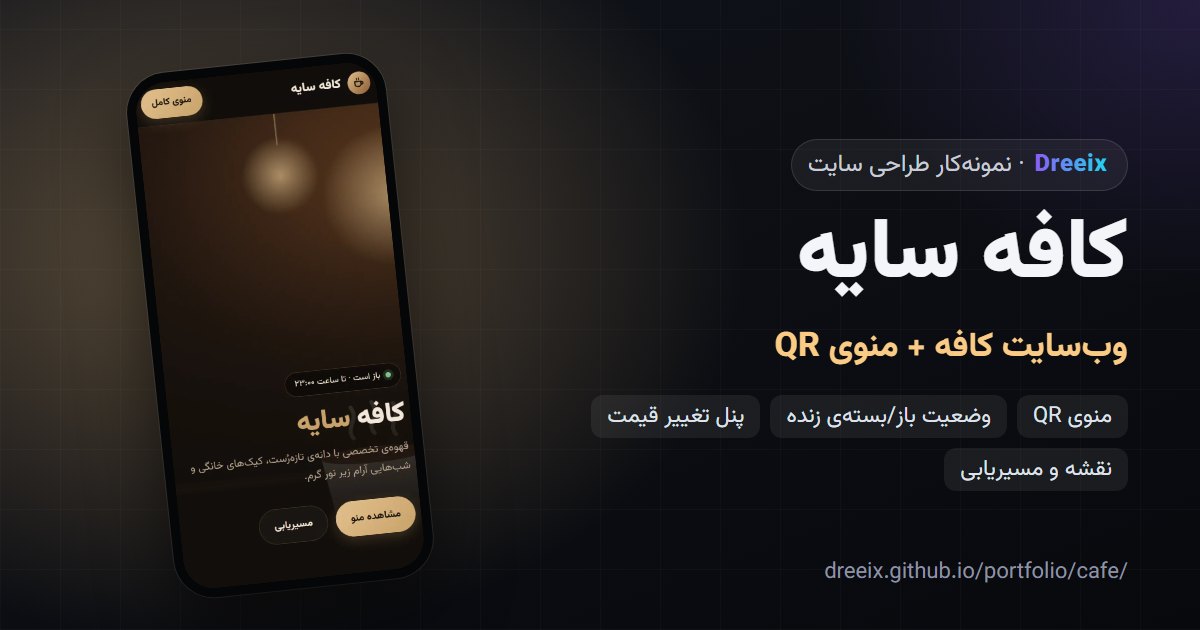 Dreeix · نمونه‌کار طراحی سایت
کافه سایه
وب‌سایت کافه + منوی QR
منوی QR
وضعیت باز/بسته‌ی زنده
پنل تغییر قیمت
نقشه و مسیریابی
dreeix.github.io/portfolio/cafe/
کافه سایه
منوی کامل
باز است · تا ساعت ۲۳:۰۰
کافه سایه
قهوه‌ی تخصصی با دانه‌ی تازه‌رُست، کیک‌های خانگی و
شب‌هایی آرام زیر نور گرم.
مشاهده منو
مسیریابی